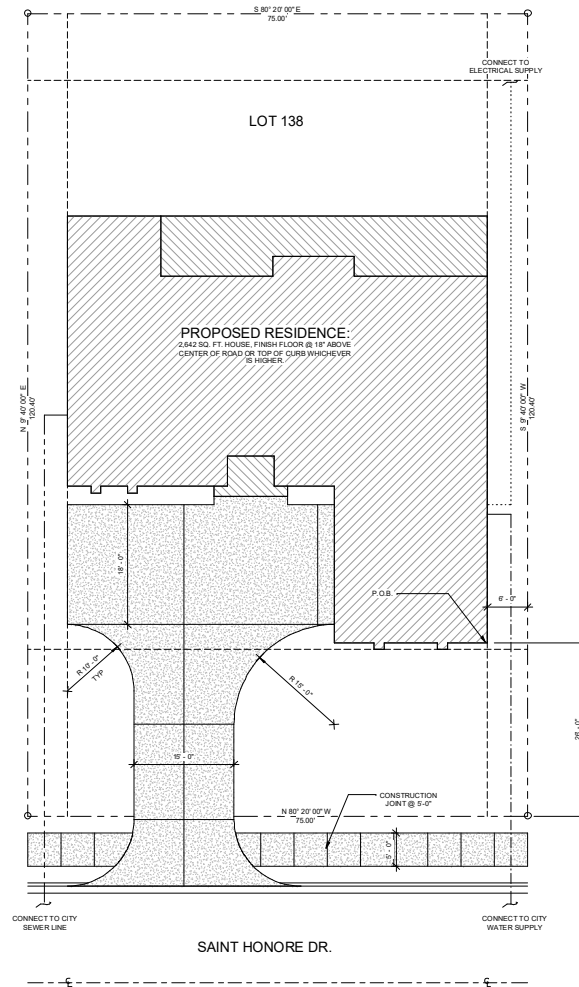 S 80° 20' 00" E
75.00'
CONNECT TO
ELECTRICAL SUPPLY
LOT 138
PROPOSED RESIDENCE:
2,642 SQ. FT. HOUSE, FINISH FLOOR @ 18" ABOVE
CENTER OF ROAD OR TOP OF CURB WHICHEVER
IS HIGHER.
N 9° 40' 00" E
120.40'
S 9° 40' 00" W
120.40'
18' - 0"
P.O.B.
6' - 0"
R 10' - 0"
TYP
R 15' - 0"
26' - 0"
15' - 0"
CONSTRUCTION
JOINT @ 5'-0"
N 80° 20' 00" W
75.00'
5' - 0"
CONNECT TO CITY
SEWER LINE
CONNECT TO CITY
WATER SUPPLY
SAINT HONORE DR.